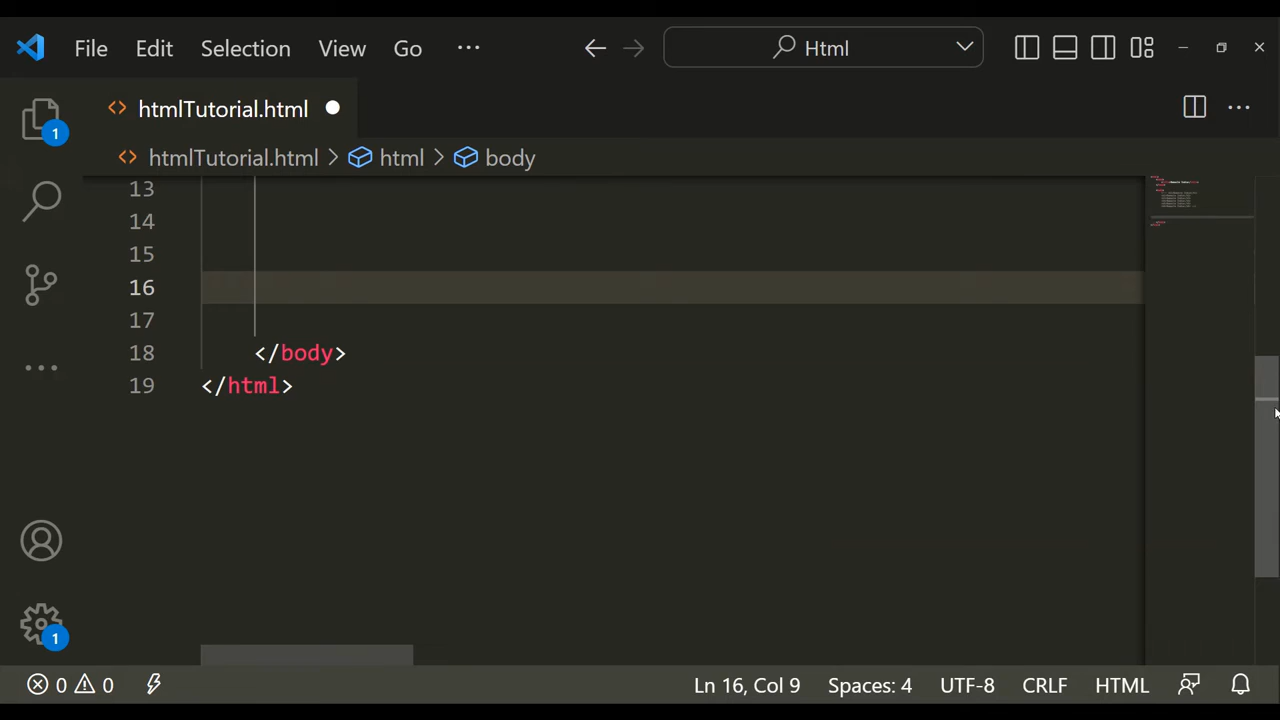 File Edit Selection View Go ··· Html
htmlTutorial.html
htmlTutorial.html > html > body
13
14
15
16
17
18 </body>
19 </html>
1
1
0 0 Ln 16, Col 9 Spaces: 4 UTF-8 CRLF HTML